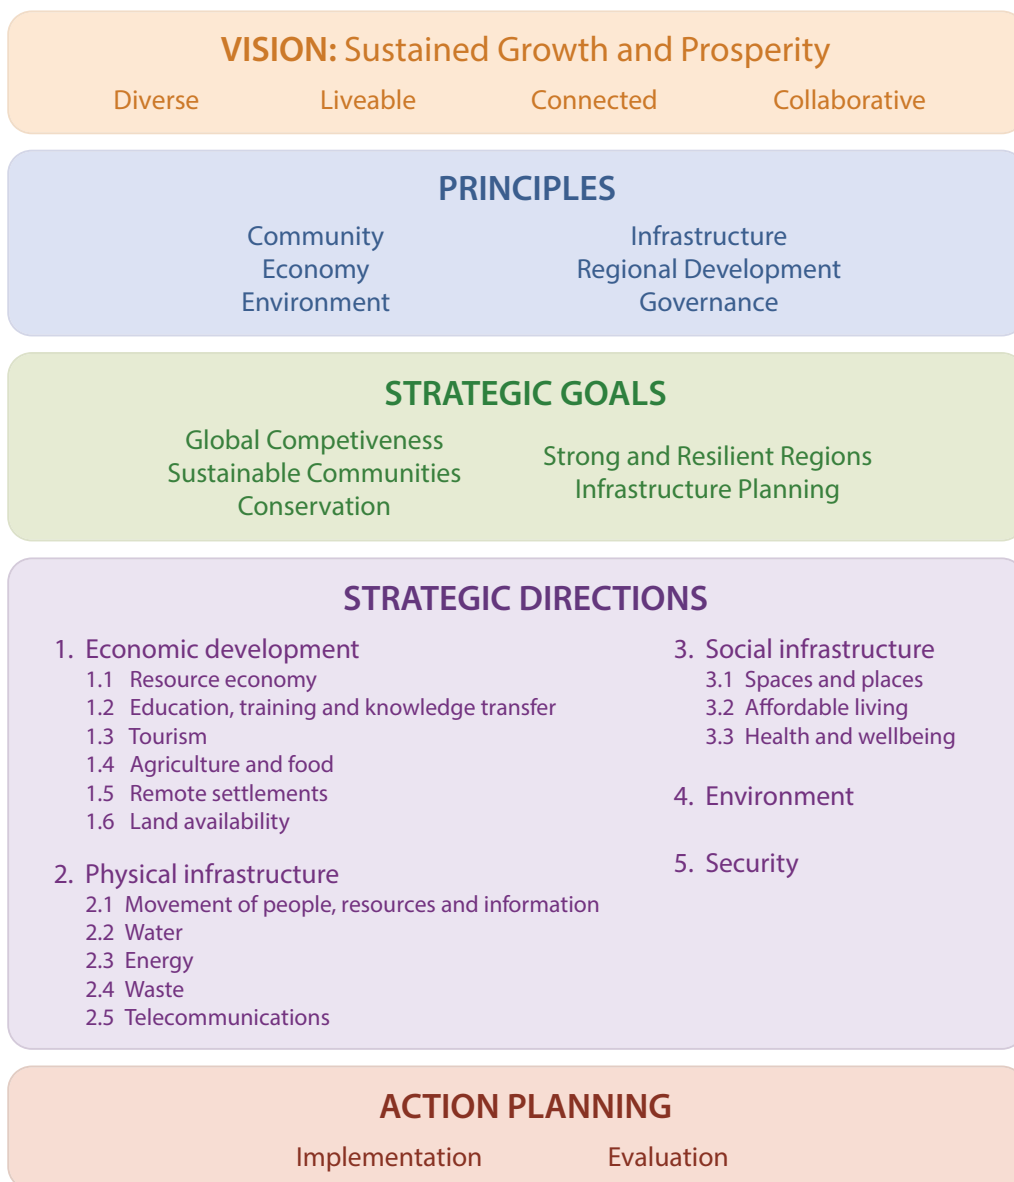 VISION: Sustained Growth and Prosperity
Diverse Liveable Connected Collaborative
PRINCIPLES
Community
Economy
Environment
Infrastructure
Regional Development
Governance
STRATEGIC GOALS
Global Competiveness
Sustainable Communities
Conservation
Strong and Resilient Regions
Infrastructure Planning
STRATEGIC DIRECTIONS
1. Economic development
1.1 Resource economy
1.2 Education, training and knowledge transfer
1.3 Tourism
1.4 Agriculture and food
1.5 Remote settlements
1.6 Land availability
2. Physical infrastructure
2.1 Movement of people, resources and information
2.2 Water
2.3 Energy
2.4 Waste
2.5 Telecommunications
3. Social infrastructure
3.1 Spaces and places
3.2 Affordable living
3.3 Health and wellbeing
4. Environment
5. Security
ACTION PLANNING
Implementation Evaluation